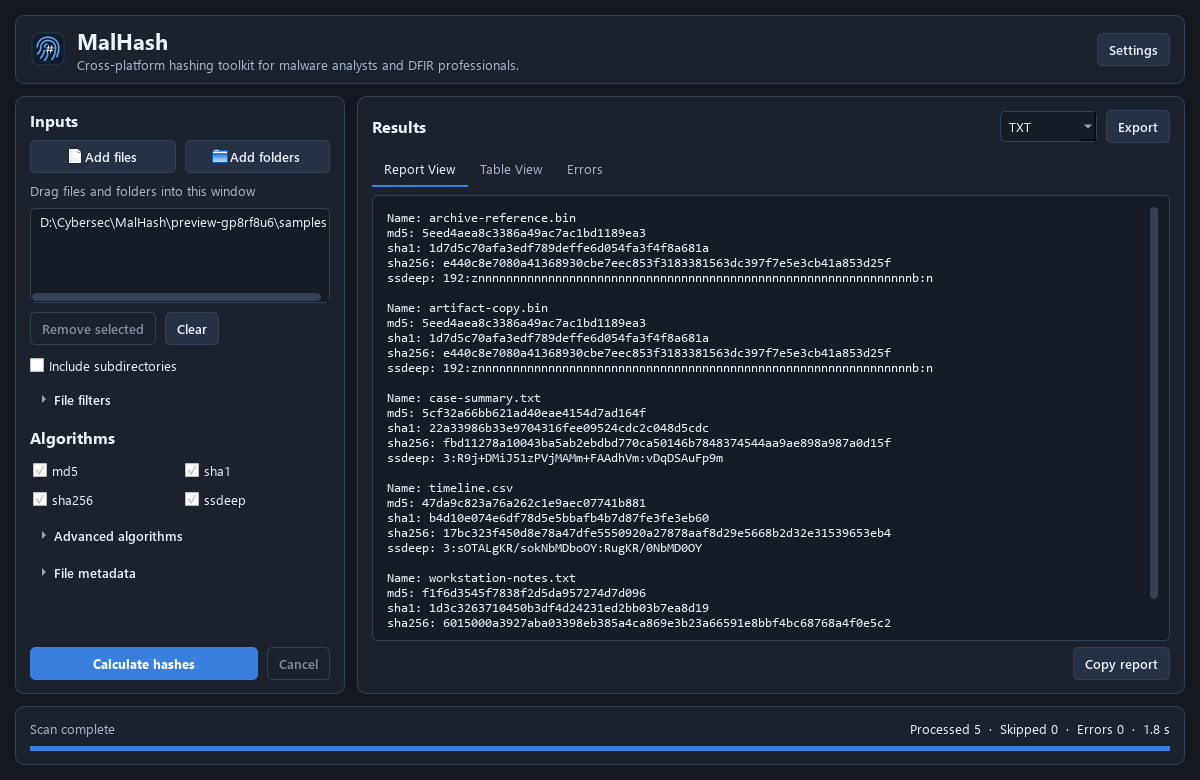 MalHash
Cross-platform hashing toolkit for malware analysts and DFIR professionals.
Settings
Inputs
Add files
Add folders
Drag files and folders into this window
D:\Cybersec\MalHash\preview-gp8rf8u6\samples
Remove selected
Clear
Include subdirectories
File filters
Algorithms
md5
sha1
sha256
ssdeep
Advanced algorithms
File metadata
Calculate hashes
Cancel
Results
TXT
Export
Report View
Table View
Errors
Name: archive-reference.bin
md5: 5eed4aea8c3386a49ac7ac1bd1189ea3
sha1: 1d7d5c70afa3edf789deffe6d054fa3f4f8a681a
sha256: e440c8e7080a41368930cbe7eec853f3183381563dc397f7e5e3cb41a853d25f
ssdeep: 192:znnnnnnnnnnnnnnnnnnnnnnnnnnnnnnnnnnnnnnnnnnnnnnnnnnnnnnnnnnnnnb:n
Name: artifact-copy.bin
md5: 5eed4aea8c3386a49ac7ac1bd1189ea3
sha1: 1d7d5c70afa3edf789deffe6d054fa3f4f8a681a
sha256: e440c8e7080a41368930cbe7eec853f3183381563dc397f7e5e3cb41a853d25f
ssdeep: 192:znnnnnnnnnnnnnnnnnnnnnnnnnnnnnnnnnnnnnnnnnnnnnnnnnnnnnnnnnnnnnb:n
Name: case-summary.txt
md5: 5cf32a66bb621ad40eae4154d7ad164f
sha1: 22a33986b33e9704316fee09524cdc2c048d5cdc
sha256: fbd11278a10043ba5ab2ebdbd770ca50146b7848374544aa9ae898a987a0d15f
ssdeep: 3:R9j+DMiJ51zPVjMAMm+FAAdhVm:vDqDSAuFp9m
Name: timeline.csv
md5: 47da9c823a76a262c1e9aec07741b881
sha1: b4d10e074e6df78d5e5bbafb4b7d87fe3fe3eb60
sha256: 17bc323f450d8e78a47dfe5550920a27878aaf8d29e5668b2d32e31539653eb4
ssdeep: 3:sOTALgKR/sokNbMDboOY:RugKR/0NbMD0OY
Name: workstation-notes.txt
md5: f1f6d3545f7838f2d5da957274d7d096
sha1: 1d3c3263710450b3df4d24231ed2bb03b7ea8d19
sha256: 6015000a3927aba03398eb385a4ca869e3b23a66591e8bbf4bc68768a4f0e5c2
Copy report
Scan complete
Processed 5 · Skipped 0 · Errors 0 · 1.8 s